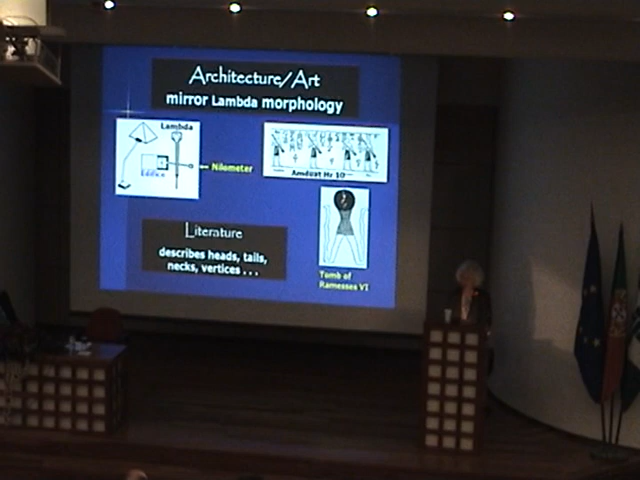 Architecture/Art
mirror Lambda morphology
Lambda
Edifice
Nilometer
Amduat Hr 10
Literature
describes heads, tails,
necks, vertices . . .
Tomb of
Ramesses VI